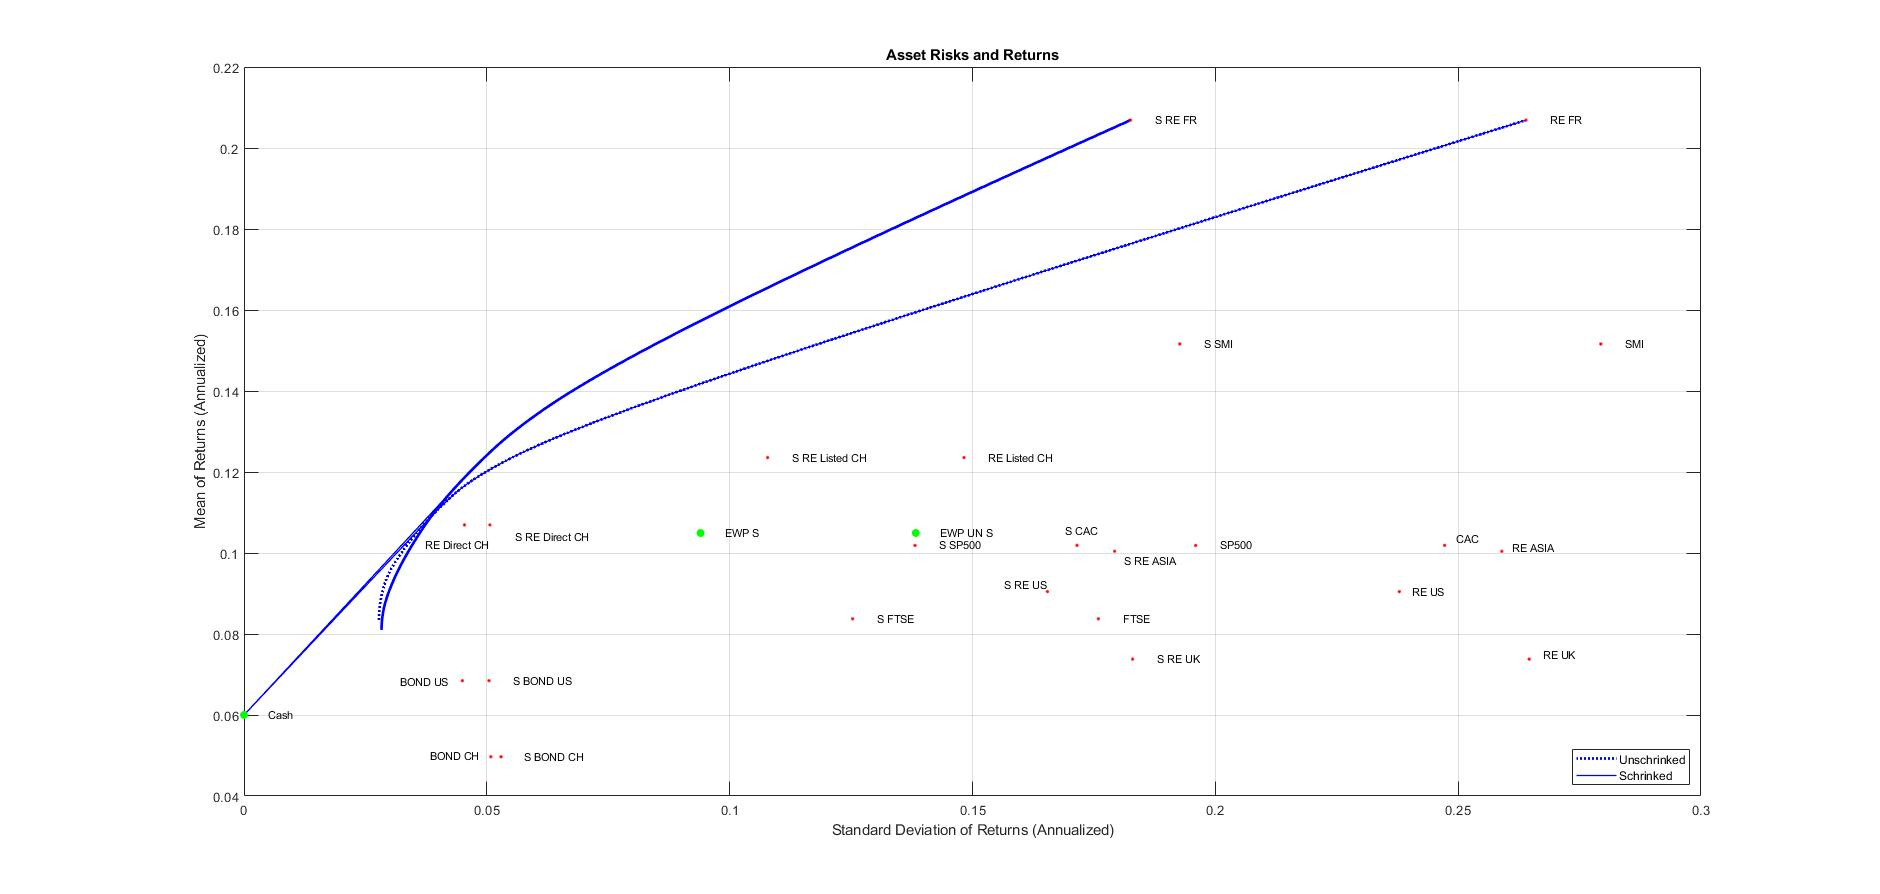 Asset Risks and Returns
0.22
S RE FR
RE FR
0.2
0.18
0.16
S SMI
SMI
0.14
S RE Listed CH
RE Listed CH
0.12
Mean of Returns (Annualized)
EWP S
EWP UN S
S CAC
S RE Direct CH
CAC
RE Direct CH
S SP500
SP500
RE ASIA
0.1
S RE ASIA
S RE US
RE US
S FTSE
FTSE
0.08
S RE UK
RE UK
BOND US
S BOND US
0.06
Cash
BOND CH
S BOND CH
Unschrinked
Schrinked
0.04
0
0.05
0.1
0.15
0.2
0.25
0.3
Standard Deviation of Returns (Annualized)